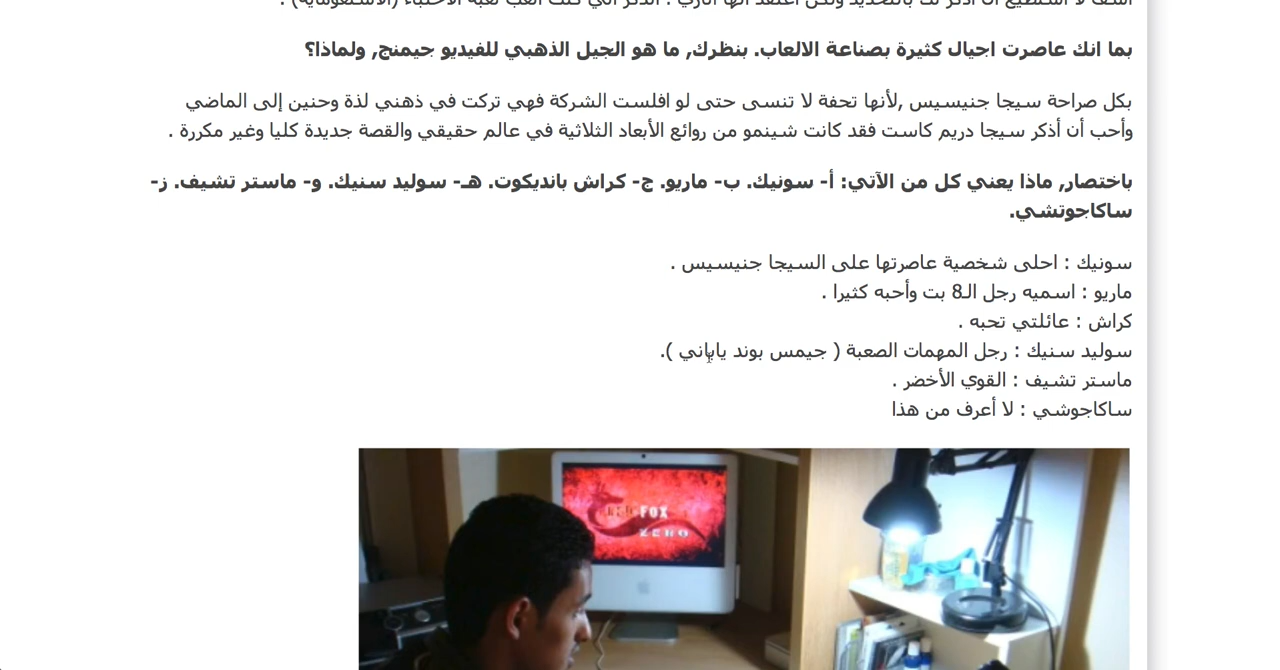 بما انك عاصرت اجيال كثيرة بصناعة الالعاب. بنظرك, ما هو الجيل الذهبي للفيديو جيمنج, ولماذا؟
بكل صراحة سيجا جنيسيس ,لأنها تحفة لا تنسى حتى لو افلست الشركة فهي تركت في ذهني لذة وحنين إلى الماضي
وأحب أن أذكر سيجا دريم كاست فقد كانت شينمو من روائع الأبعاد الثلاثية في عالم حقيقي والقصة جديدة كليا وغير مكررة .
باختصار, ماذا يعني كل من الآتي: أ- سونيك. ب- ماريو. ج- كراش بانديكوت. هـ- سوليد سنيك. و- ماستر تشيف. ز-
ساكاجوتشي.
سونيك : احلى شخصية عاصرتها على السيجا جنيسيس .
ماريو : اسميه رجل الـ8 بت وأحبه كثيرا .
كراش : عائلتي تحبه .
سوليد سنيك : رجل المهمات الصعبة ( جيمس بوند ياباني ).
ماستر تشيف : القوي الأخضر .
ساكاجوشي : لا أعرف من هذا
Fox
ZERO